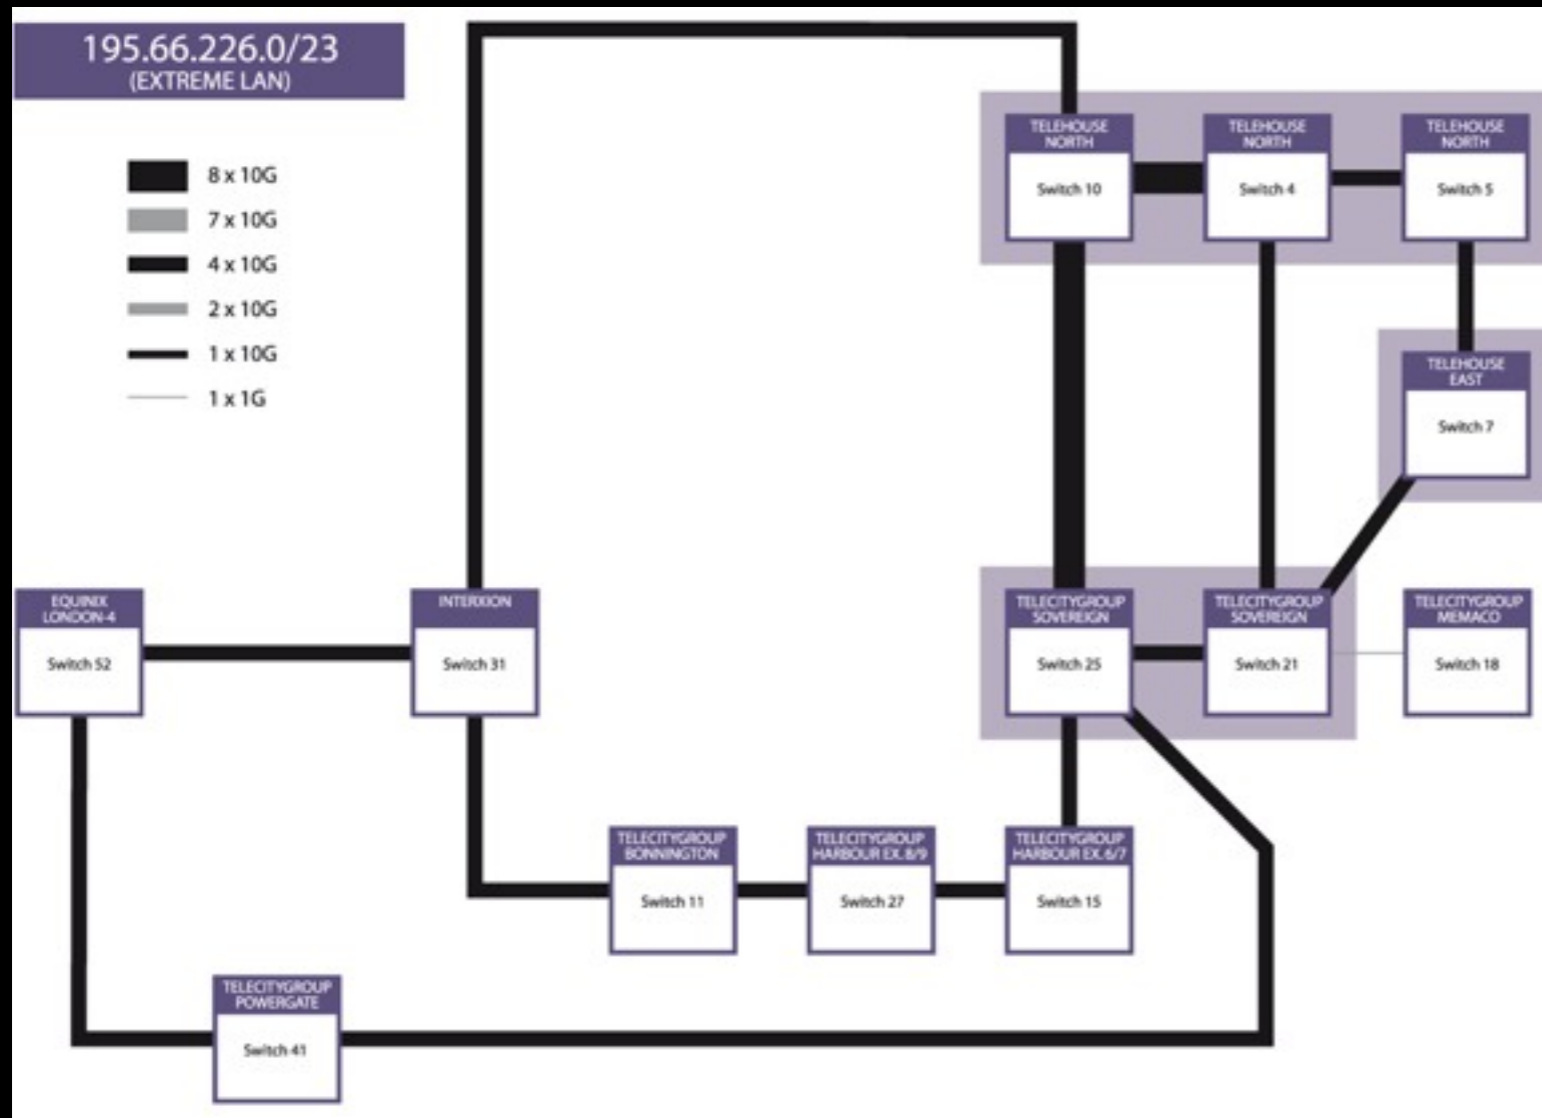 195.66.226.0/23
(EXTREME LAN)
8 x 10G
7 x 10G
4 x 10G
2 x 10G
1 x 10G
1 x 1G
TELEHOUSE
NORTH
Switch 10
TELEHOUSE
NORTH
Switch 4
TELEHOUSE
NORTH
Switch 5
TELEHOUSE
EAST
Switch 7
EQUINIX
LONDON-4
Switch 52
INTERXION
Switch 31
TELECITYGROUP
SOVEREIGN
Switch 25
TELECITYGROUP
SOVEREIGN
Switch 21
TELECITYGROUP
MEMACO
Switch 18
TELECITYGROUP
BONNINGTON
Switch 11
TELECITYGROUP
HARBOUR EX. 8/9
Switch 27
TELECITYGROUP
HARBOUR EX. 6/7
Switch 15
TELECITYGROUP
POWERGATE
Switch 41